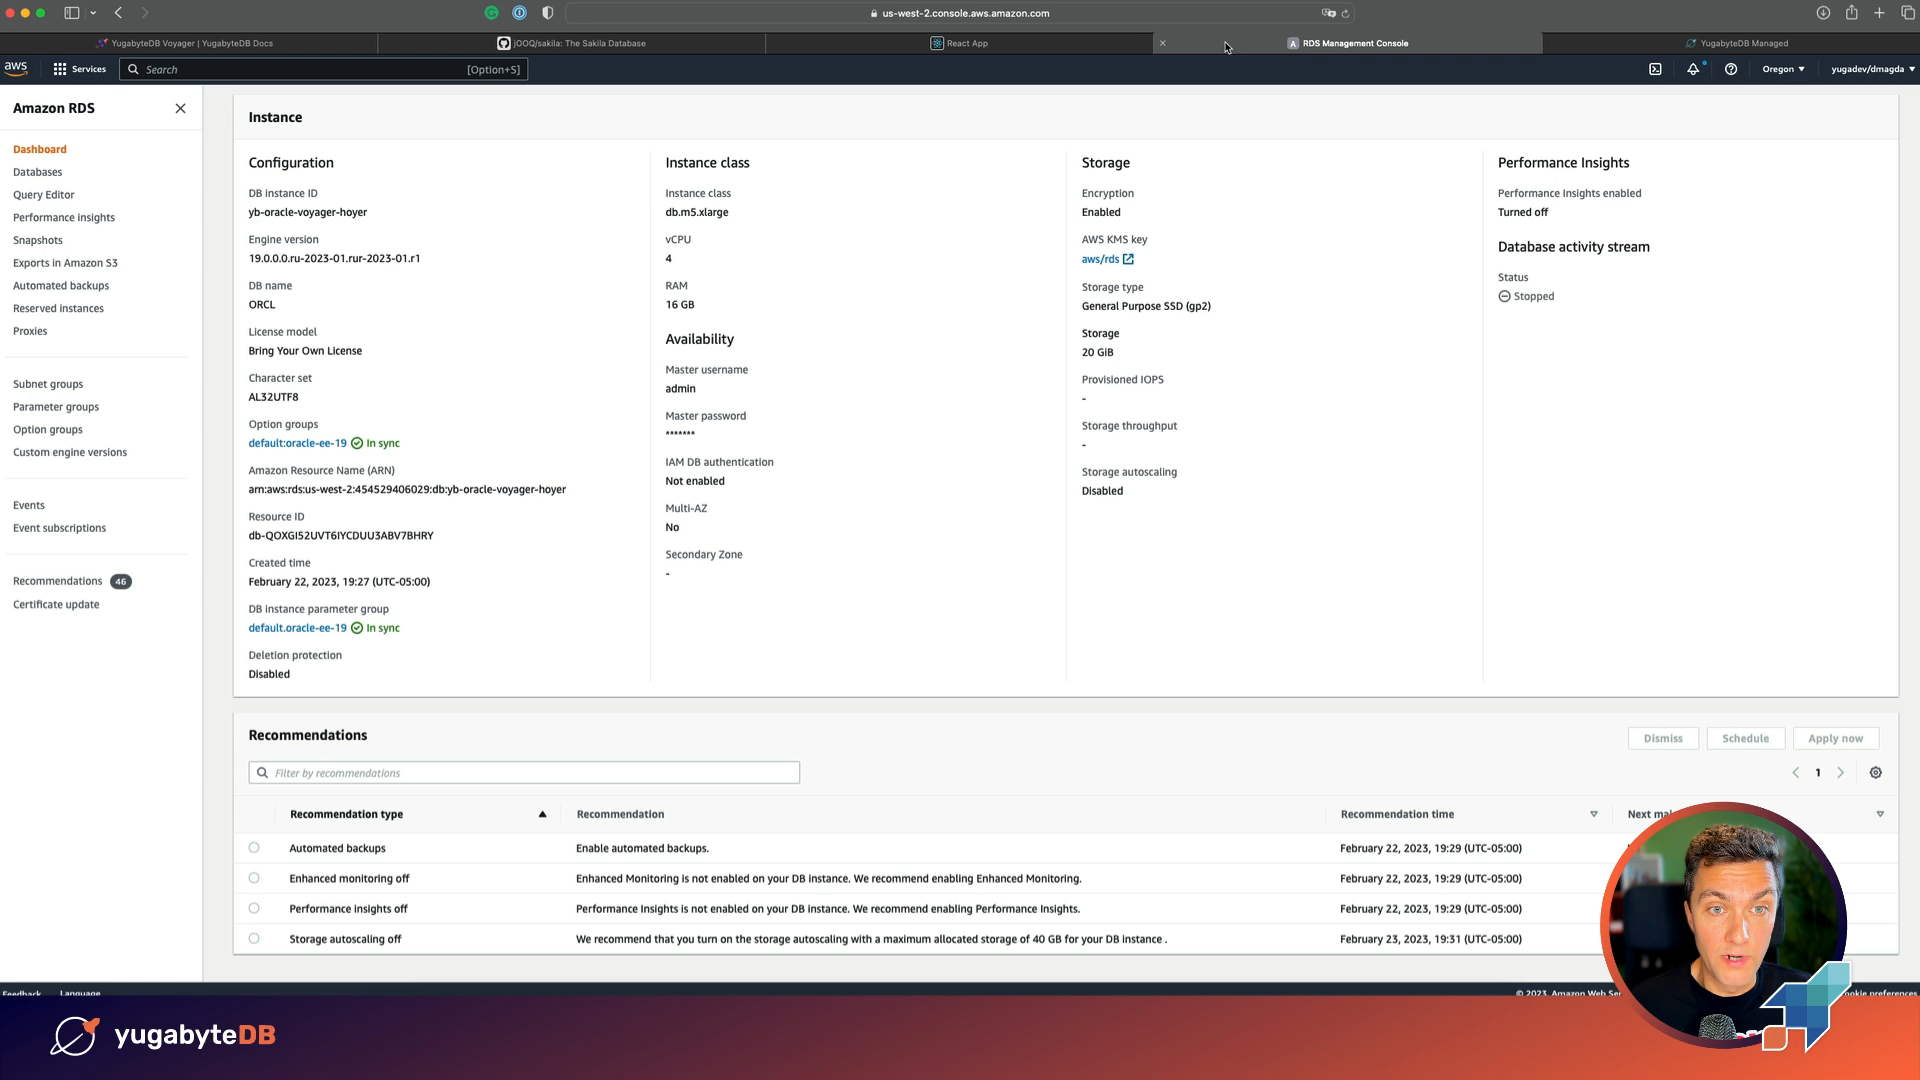 us-west-2.console.aws.amazon.com
YugabyteDB Voyager | YugabyteDB Docs
jOOQ/sakila: The Sakila Database
React App
RDS Management Console
YugabyteDB Managed
aws
Services
Search
[Option+S]
Oregon
yugadev/dmagda
Amazon RDS
Dashboard
Databases
Query Editor
Performance insights
Snapshots
Exports in Amazon S3
Automated backups
Reserved instances
Proxies
Subnet groups
Parameter groups
Option groups
Custom engine versions
Events
Event subscriptions
Recommendations 46
Certificate update
Instance
Configuration
DB instance ID
yb-oracle-voyager-hoyer
Engine version
19.0.0.0.ru-2023-01.rur-2023-01.r1
DB name
ORCL
License model
Bring Your Own License
Character set
AL32UTF8
Option groups
default:oracle-ee-19 In sync
Amazon Resource Name (ARN)
arn:aws:rds:us-west-2:454529406029:db:yb-oracle-voyager-hoyer
Resource ID
db-QOXGI52UVT6IYCDUU3ABV7BHRY
Created time
February 22, 2023, 19:27 (UTC-05:00)
DB instance parameter group
default.oracle-ee-19 In sync
Deletion protection
Disabled
Instance class
Instance class
db.m5.xlarge
vCPU
4
RAM
16 GB
Availability
Master username
admin
Master password
*******
IAM DB authentication
Not enabled
Multi-AZ
No
Secondary Zone
-
Storage
Encryption
Enabled
AWS KMS key
aws/rds
Storage type
General Purpose SSD (gp2)
Storage
20 GiB
Provisioned IOPS
-
Storage throughput
-
Storage autoscaling
Disabled
Performance Insights
Performance Insights enabled
Turned off
Database activity stream
Status
Stopped
Recommendations
Dismiss
Schedule
Apply now
Filter by recommendations
1
Recommendation type
Recommendation
Recommendation time
Automated backups
Enable automated backups.
February 22, 2023, 19:29 (UTC-05:00)
Enhanced monitoring off
Enhanced Monitoring is not enabled on your DB instance. We recommend enabling Enhanced Monitoring.
February 22, 2023, 19:29 (UTC-05:00)
Performance insights off
Performance Insights is not enabled on your DB instance. We recommend enabling Performance Insights.
February 22, 2023, 19:29 (UTC-05:00)
Storage autoscaling off
We recommend that you turn on the storage autoscaling with a maximum allocated storage of 40 GB for your DB instance .
February 23, 2023, 19:31 (UTC-05:00)
Next
Feedback
Language
© 2023, Amazon Web
preferences
yugabyteDB